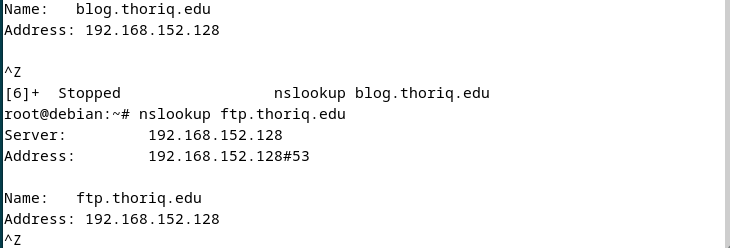 Name:   blog.thoriq.edu
Address: 192.168.152.128
^Z
[6]+  Stopped                 nslookup blog.thoriq.edu
root@debian:~# nslookup ftp.thoriq.edu
Server:         192.168.152.128
Address:        192.168.152.128#53
Name:   ftp.thoriq.edu
Address: 192.168.152.128
^Z